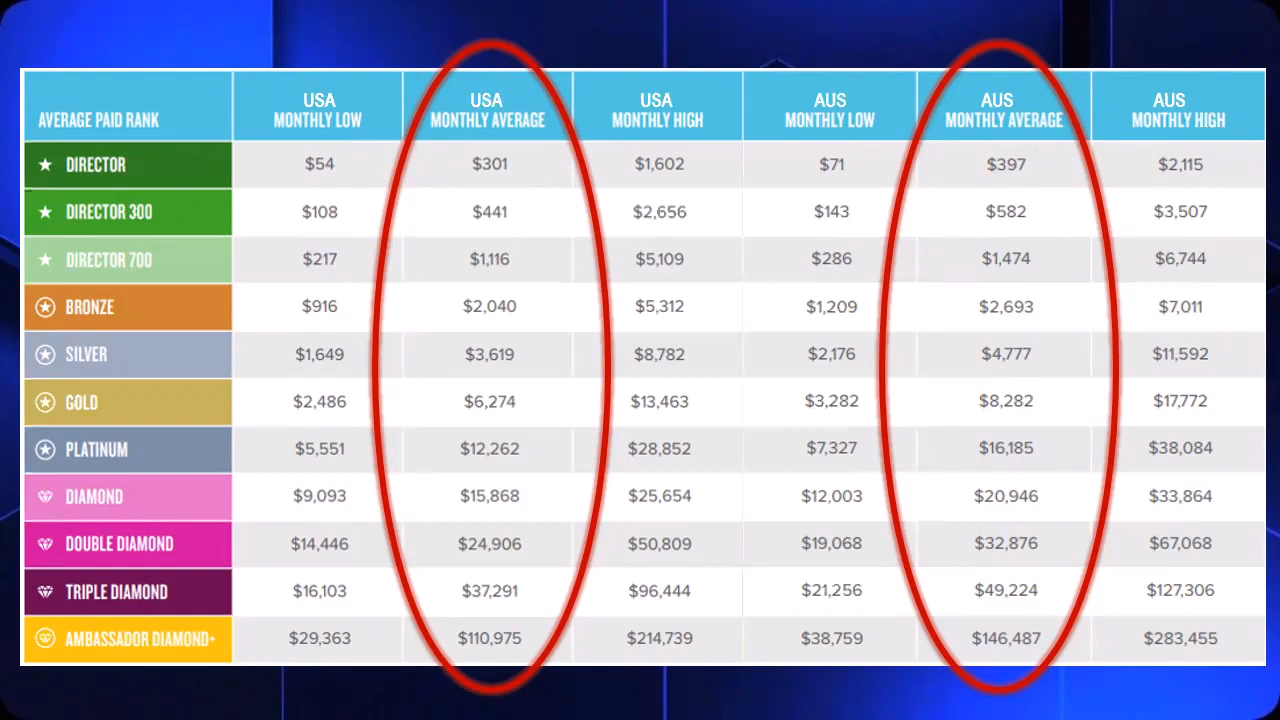 AVERAGE PAID RANK USA MONTHLY LOW USA MONTHLY AVERAGE USA MONTHLY HIGH AUS MONTHLY LOW AUS MONTHLY AVERAGE AUS MONTHLY HIGH
DIRECTOR $54 $301 $1,602 $71 $397 $2,115
DIRECTOR 300 $108 $441 $2,656 $143 $582 $3,507
DIRECTOR 700 $217 $1,116 $5,109 $286 $1,474 $6,744
BRONZE $916 $2,040 $5,312 $1,209 $2,693 $7,011
SILVER $1,649 $3,619 $8,782 $2,176 $4,777 $11,592
GOLD $2,486 $6,274 $13,463 $3,282 $8,282 $17,772
PLATINUM $5,551 $12,262 $28,852 $7,327 $16,185 $38,084
DIAMOND $9,093 $15,868 $25,654 $12,003 $20,946 $33,864
DOUBLE DIAMOND $14,446 $24,906 $50,809 $19,068 $32,876 $67,068
TRIPLE DIAMOND $16,103 $37,291 $96,444 $21,256 $49,224 $127,306
AMBASSADOR DIAMOND+ $29,363 $110,975 $214,739 $38,759 $146,487 $283,455